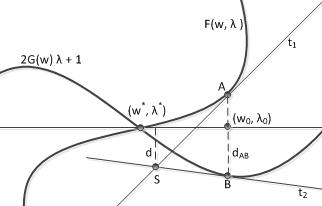 F(w, λ )
t₁
2G(w) λ + 1
A
(w*, λ*)
(w₀, λ₀)
d
d_AB
S
B
t₂